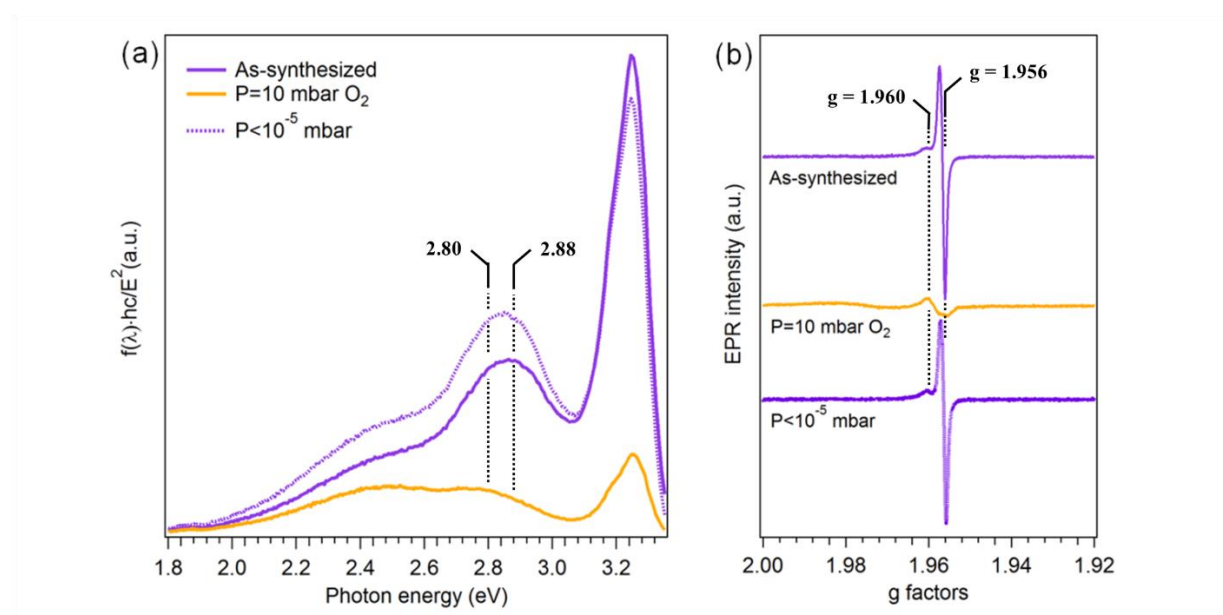 (a)
As-synthesized
P=10 mbar O₂
P<10⁻⁵ mbar
2.80
2.88
f(λ)·hc/E² (a.u.)
1.8 2.0 2.2 2.4 2.6 2.8 3.0 3.2
Photon energy (eV)
(b)
g = 1.956
g = 1.960
As-synthesized
P=10 mbar O₂
P<10⁻⁵ mbar
EPR intensity (a.u.)
2.00 1.98 1.96 1.94 1.92
g factors